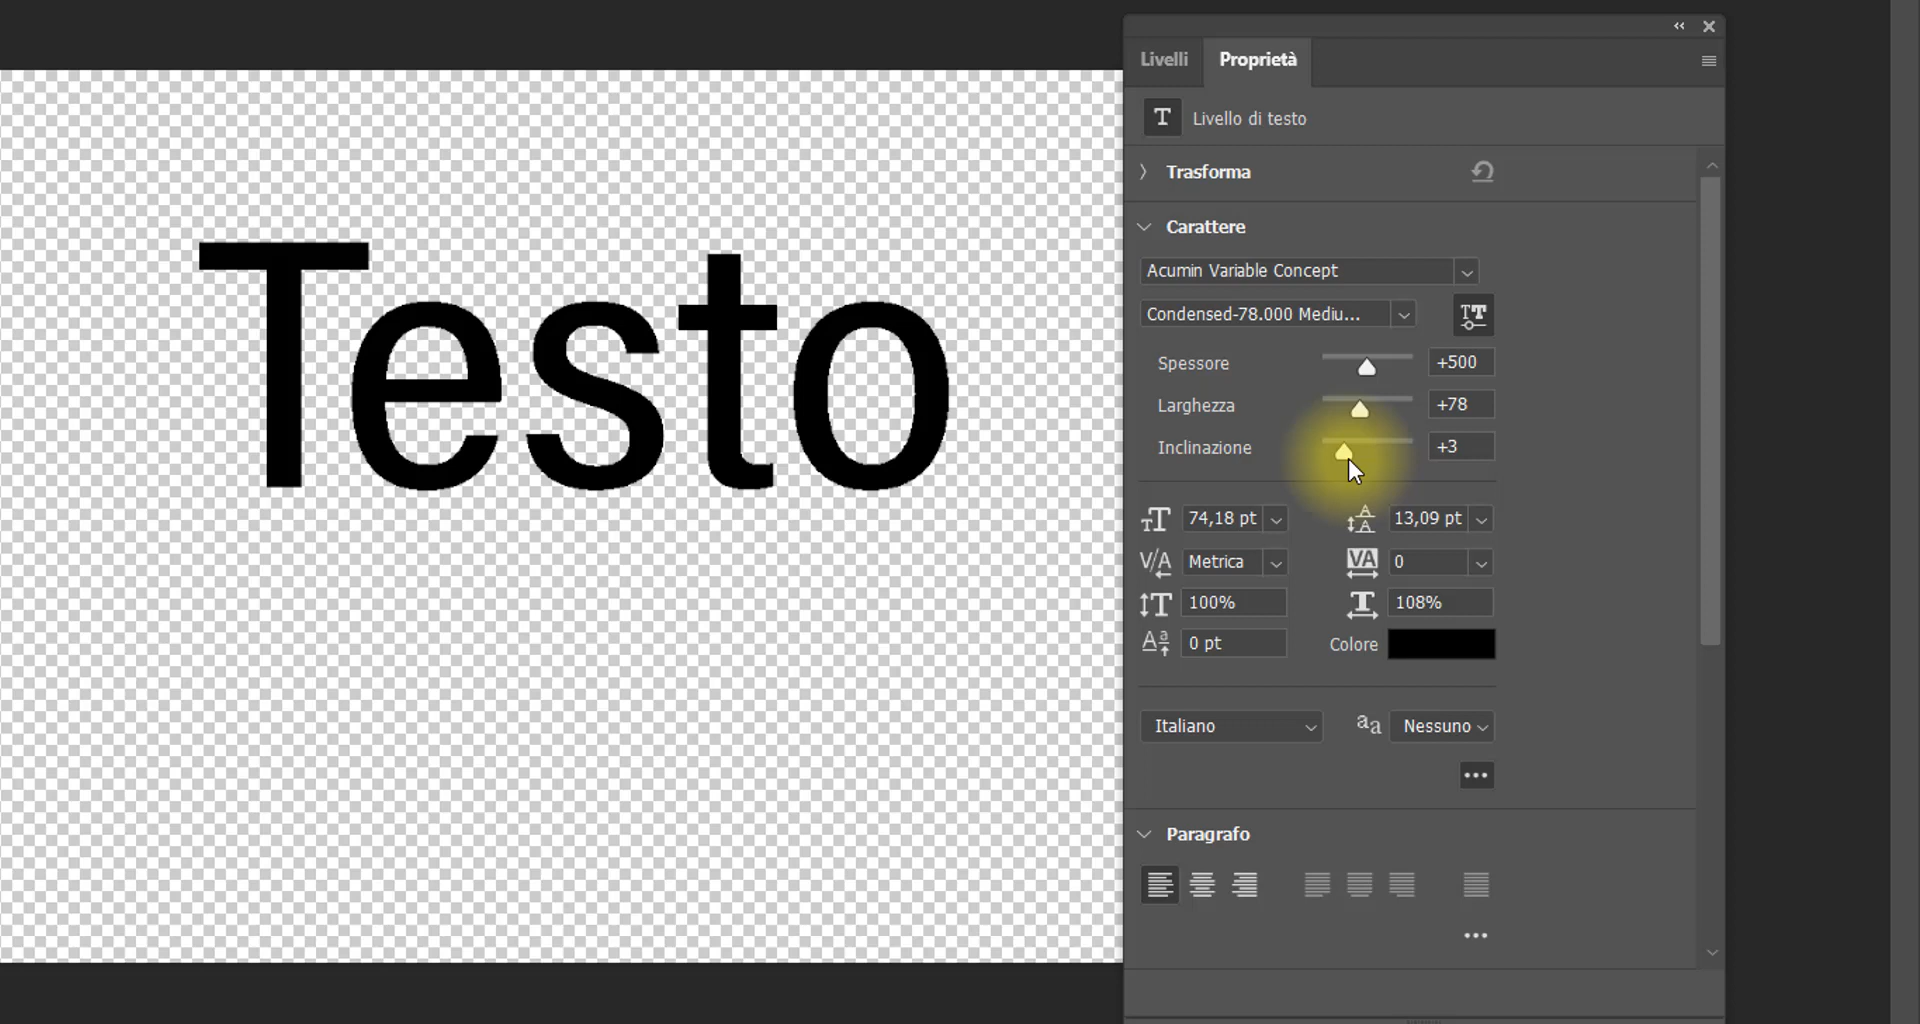 Livelli Proprietà
T Livello di testo
Trasforma
Carattere
Acumin Variable Concept
Condensed-78.000 Mediu...
Spessore +500
Larghezza +78
Inclinazione +3
74,18 pt 13,09 pt
Metrica 0
100% 108%
0 pt Colore
Italiano aa Nessuno
Paragrafo
Testo